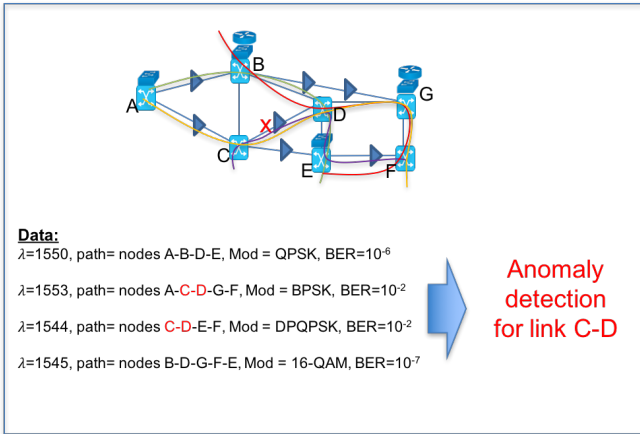 B
G
A
X
D
C
E
F
Data:
λ=1550, path= nodes A-B-D-E, Mod = QPSK, BER=10⁻⁶
λ=1553, path= nodes A-C-D-G-F, Mod = BPSK, BER=10⁻²
λ=1544, path= nodes C-D-E-F, Mod = DPQPSK, BER=10⁻²
λ=1545, path= nodes B-D-G-F-E, Mod = 16-QAM, BER=10⁻⁷
Anomaly
detection
for link C-D